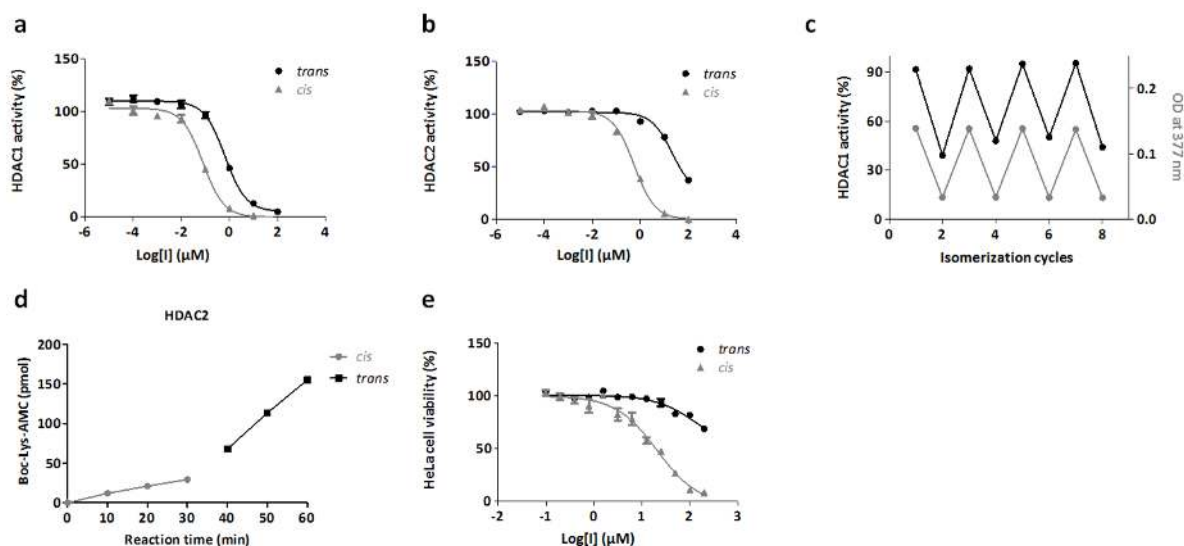 a
HDAC1 activity (%)
150
100
50
0
-6 -4 -2 0 2 4
Log[I] (µM)
trans
cis
b
HDAC2 activity (%)
150
100
50
0
-6 -4 -2 0 2 4
Log[I] (µM)
trans
cis
c
HDAC1 activity (%)
90
60
30
0
0 2 4 6 8
Isomerization cycles
0.2
0.1
0.0
OD at 377 nm
d
HDAC2
Boc-Lys-AMC (pmol)
200
150
100
50
0
0 10 20 30 40 50 60
Reaction time (min)
cis
trans
e
HeLa cell viability (%)
150
100
50
0
-2 -1 0 1 2 3
Log[I] (µM)
trans
cis